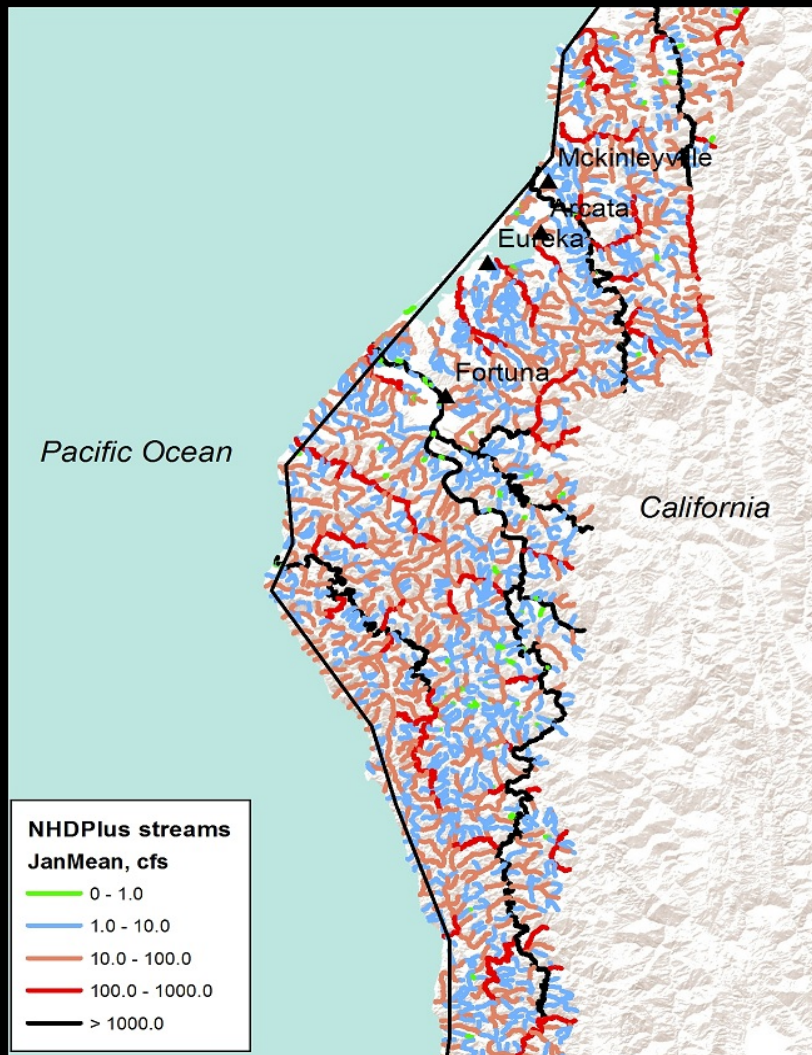 Mckinleyville
Arcata
Eureka
Fortuna
Pacific Ocean
California
NHDPlus streams
JanMean, cfs
0 - 1.0
1.0 - 10.0
10.0 - 100.0
100.0 - 1000.0
> 1000.0